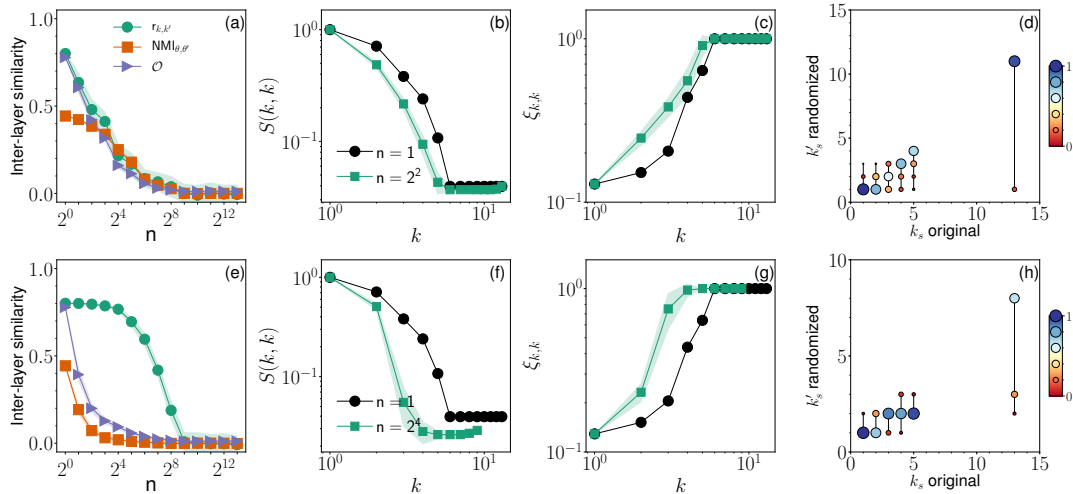 (a)
Inter-layer similarity
1.0
0.5
0.0
r_{k,k'}
NMI_{θ,θ'}
𝒪
2^0 2^4 2^8 2^12
n
(b)
S(k, k)
10^0
10^{-1}
n = 1
n = 2^2
10^0 10^1
k
(c)
ξ_{k,k}
10^0
10^{-1}
10^0 10^1
k
(d)
k'_s randomized
15
10
5
0
0 5 10 15
k_s original
1
0
(e)
Inter-layer similarity
1.0
0.5
0.0
2^0 2^4 2^8 2^12
n
(f)
S(k, k)
10^0
10^{-1}
n = 1
n = 2^4
10^0 10^1
k
(g)
ξ_{k,k}
10^0
10^{-1}
10^0 10^1
k
(h)
k'_s randomized
10
5
0
0 5 10 15
k_s original
1
0